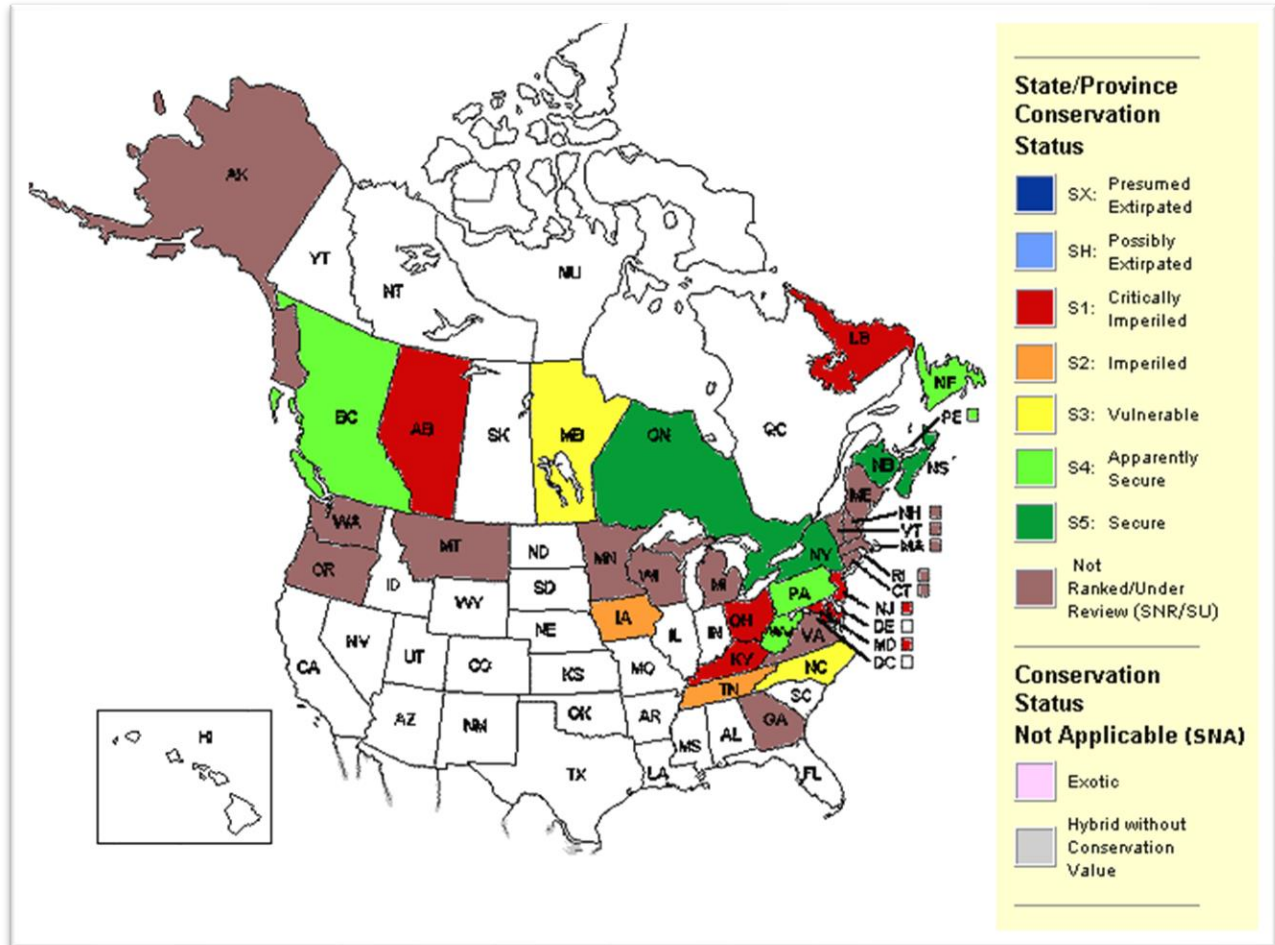 AK
YT
NT
NU
LB
NF
BC
AB
SK
MB
ON
QC
PE
NB
NS
ME
NH
VT
MA
RI
CT
WA
MT
ND
MN
WI
MI
NY
OR
ID
SD
WY
PA
NJ
DE
MD
DC
NE
IA
IL
IN
OH
WV
VA
NV
UT
CO
KS
MO
KY
NC
CA
TN
SC
AZ
NM
OK
AR
MS
AL
GA
TX
LA
FL
HI
State/Province
Conservation
Status
SX: Presumed
Extirpated
SH: Possibly
Extirpated
S1: Critically
Imperiled
S2: Imperiled
S3: Vulnerable
S4: Apparently
Secure
S5: Secure
Not
Ranked/Under
Review (SNR/SU)
Conservation
Status
Not Applicable (SNA)
Exotic
Hybrid without
Conservation
Value